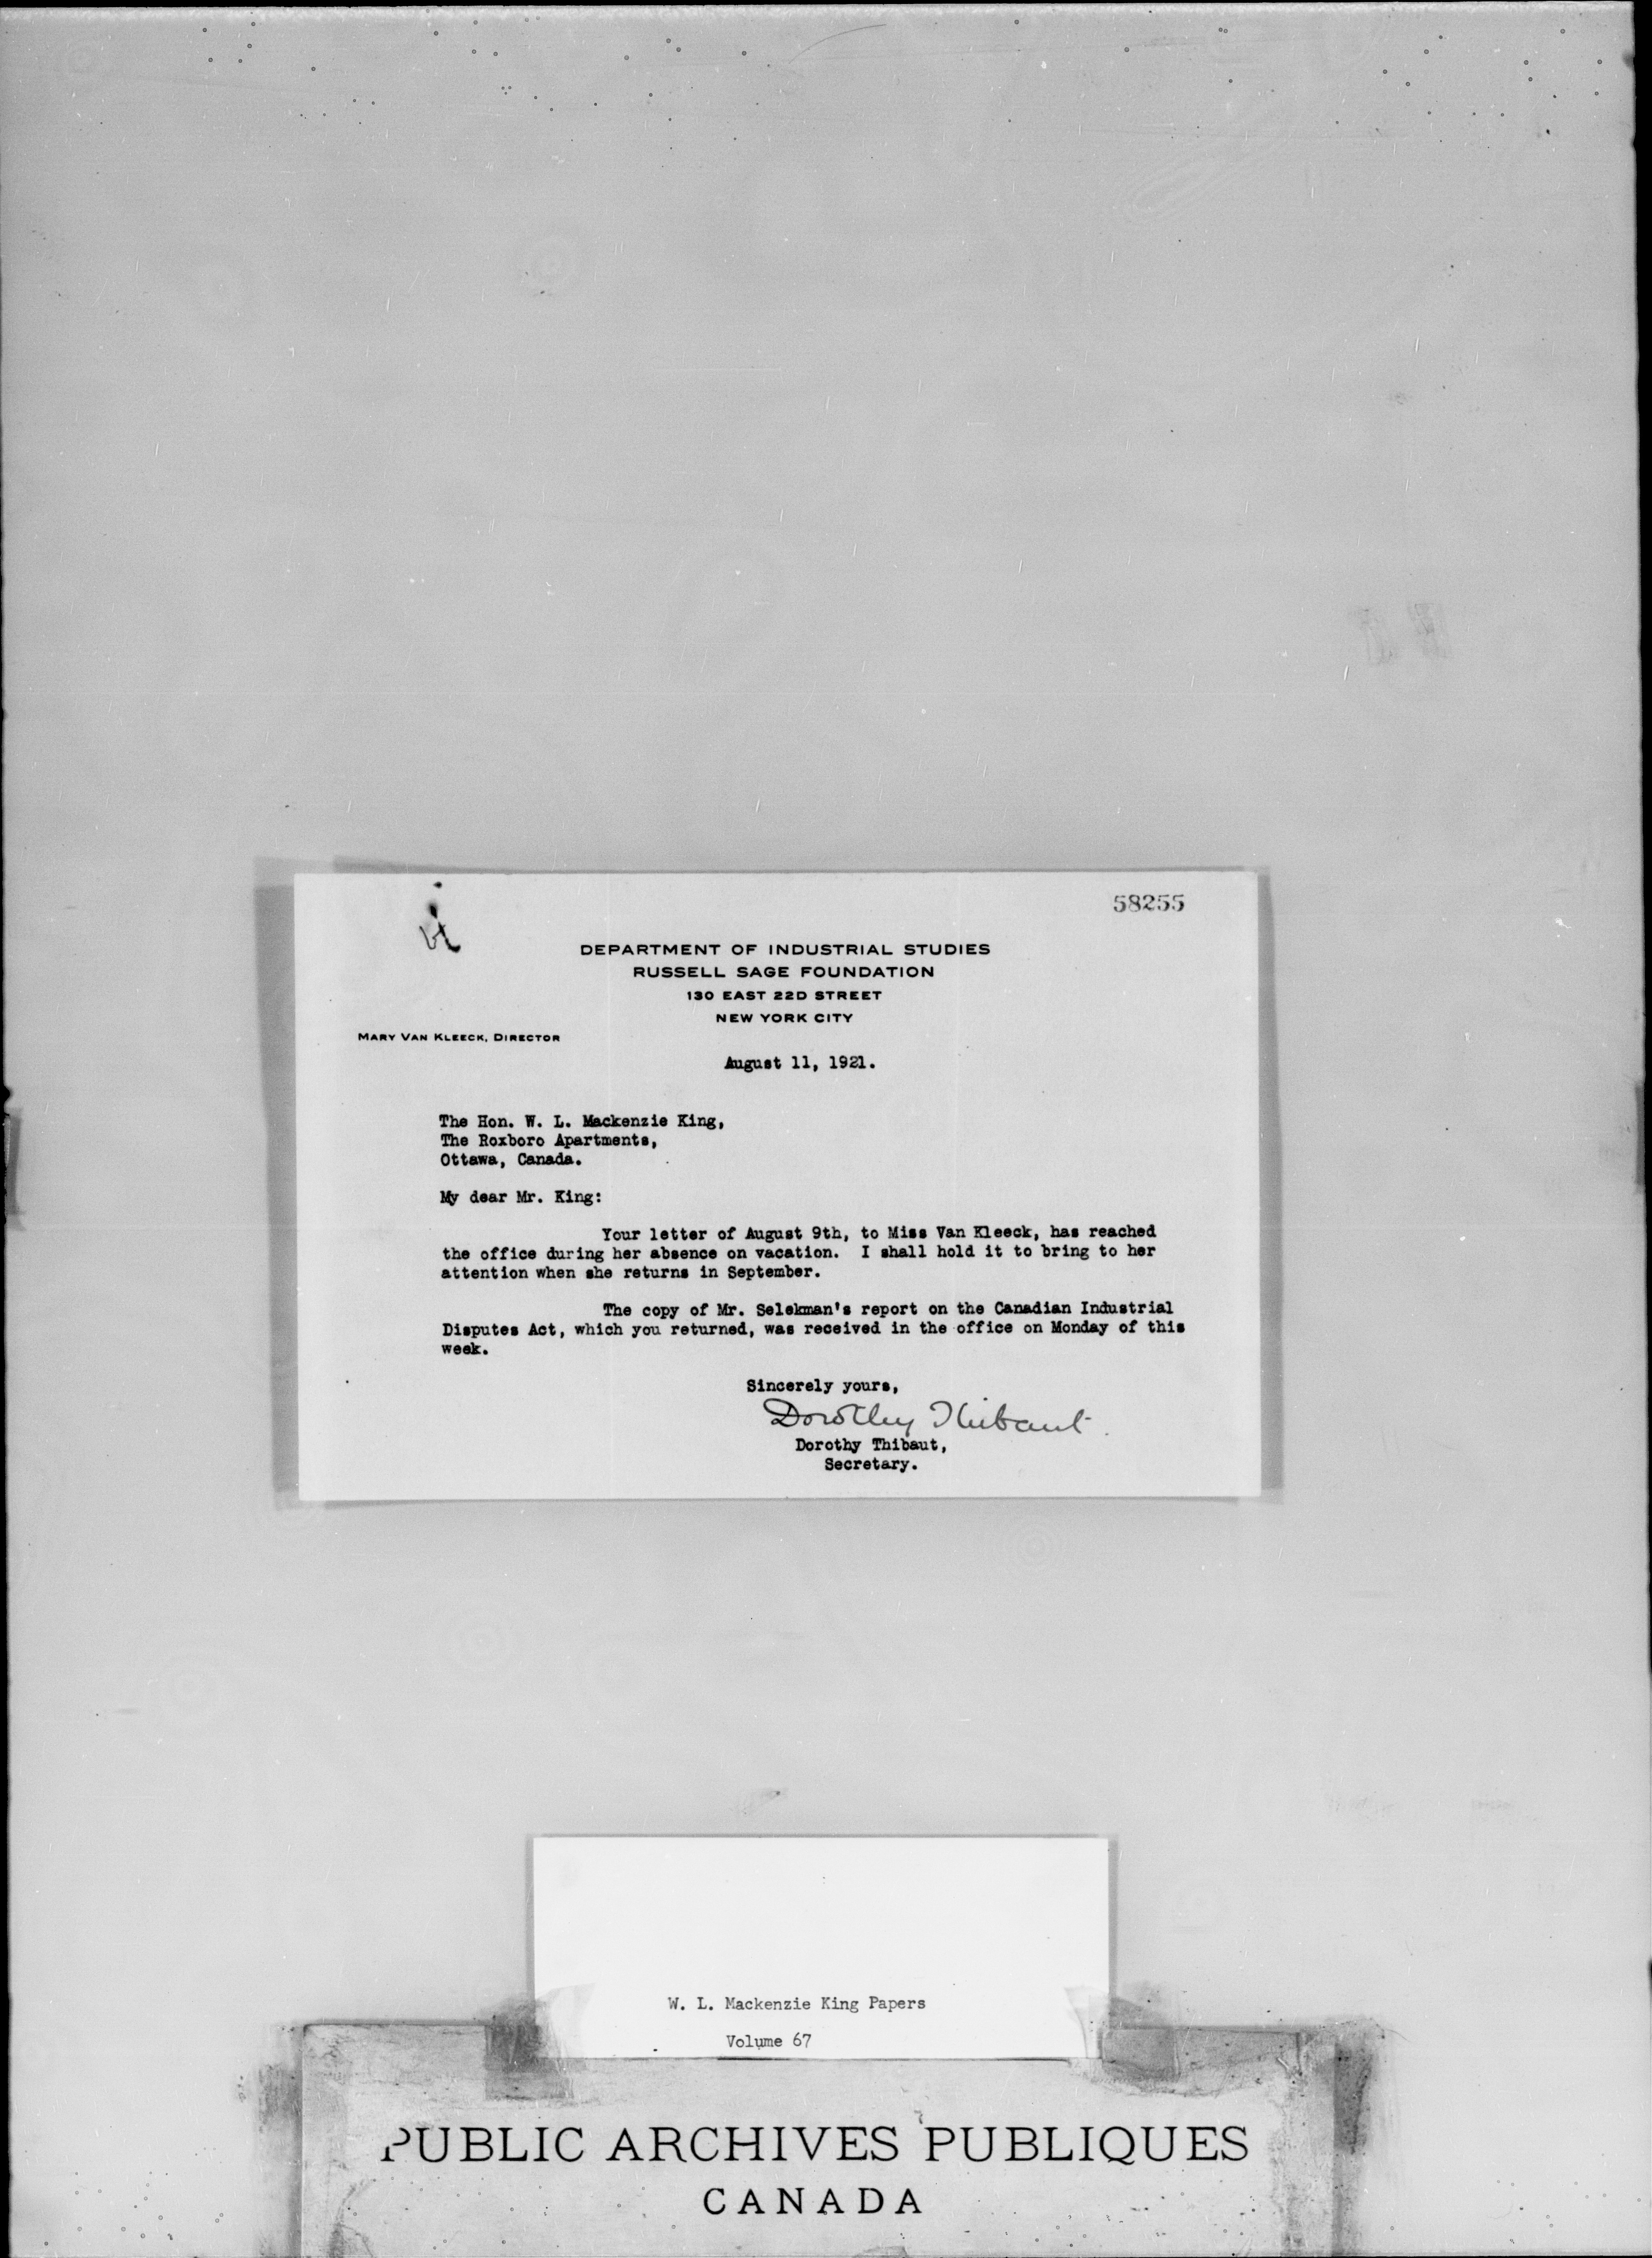 58255
DEPARTMENT OF INDUSTRIAL STUDIES
RUSSELL SAGE FOUNDATION
130 EAST 22D STREET
NEW YORK CITY
MARY VAN KLEECK, DIRECTOR
August 11, 1921.
The Hon. W. L. Mackenzie King,
The Roxboro Apartments,
Ottawa, Canada.
My dear Mr. King:
Your letter of August 9th, to Miss Van Kleeck, has reached
the office during her absence on vacation. I shall hold it to bring to her
attention when she returns in September.
The copy of Mr. Selekman's report on the Canadian Industrial
Disputes Act, which you returned, was received in the office on Monday of this
week.
Sincerely yours,
Dorothy Thibaut.
Dorothy Thibaut,
Secretary.
W. L. Mackenzie King Papers
Volume 67
PUBLIC ARCHIVES PUBLIQUES
CANADA